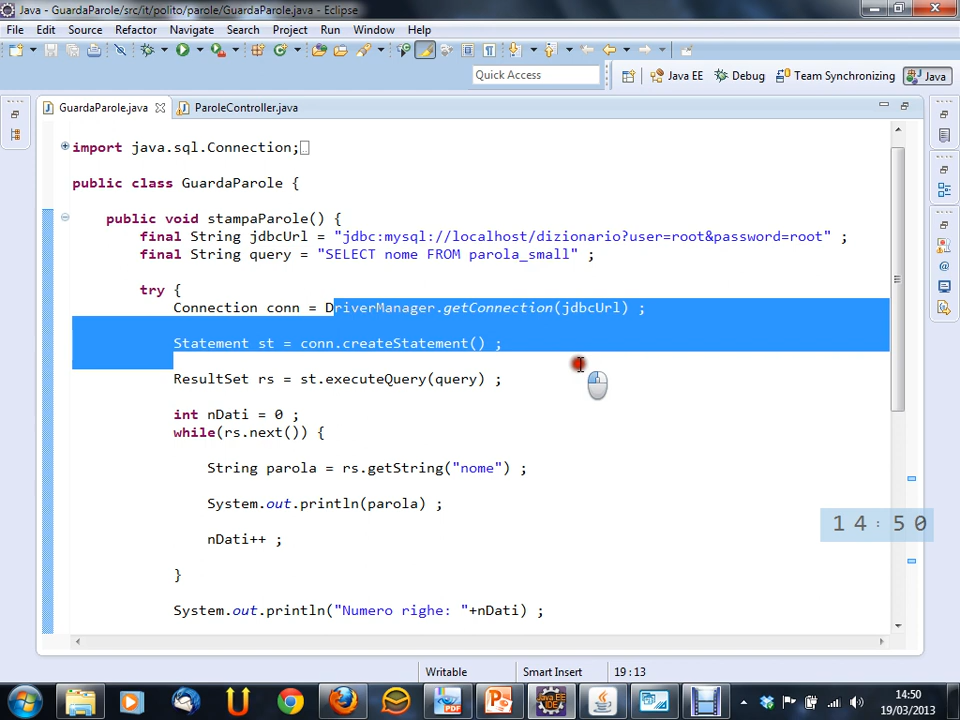 Java - GuardaParole/src/it/polito/parole/GuardaParole.java - Eclipse
File Edit Source Refactor Navigate Search Project Run Window Help
Quick Access
Java EE Debug Team Synchronizing Java
GuardaParole.java ParoleController.java
import java.sql.Connection;
public class GuardaParole {
public void stampaParole() {
final String jdbcUrl = "jdbc:mysql://localhost/dizionario?user=root&password=root" ;
final String query = "SELECT nome FROM parola_small" ;
try {
Connection conn = DriverManager.getConnection(jdbcUrl) ;
Statement st = conn.createStatement() ;
ResultSet rs = st.executeQuery(query) ;
int nDati = 0 ;
while(rs.next()) {
String parola = rs.getString("nome") ;
System.out.println(parola) ;
14:50
nDati++ ;
}
System.out.println("Numero righe: "+nDati) ;
Writable Smart Insert 19 : 13
14:50
19/03/2013